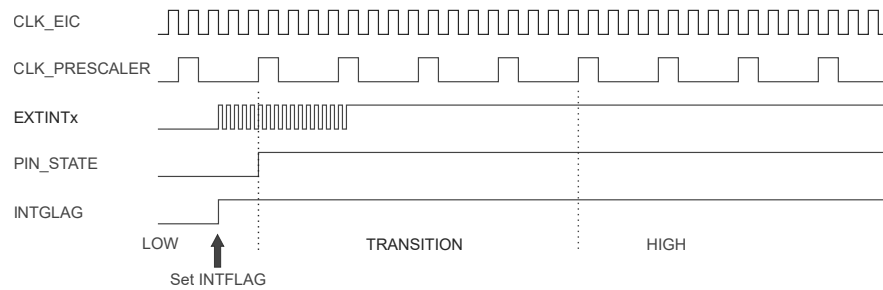 CLK_EIC
CLK_PRESCALER
EXTINTx
PIN_STATE
INTGLAG
LOW TRANSITION HIGH
Set INTFLAG